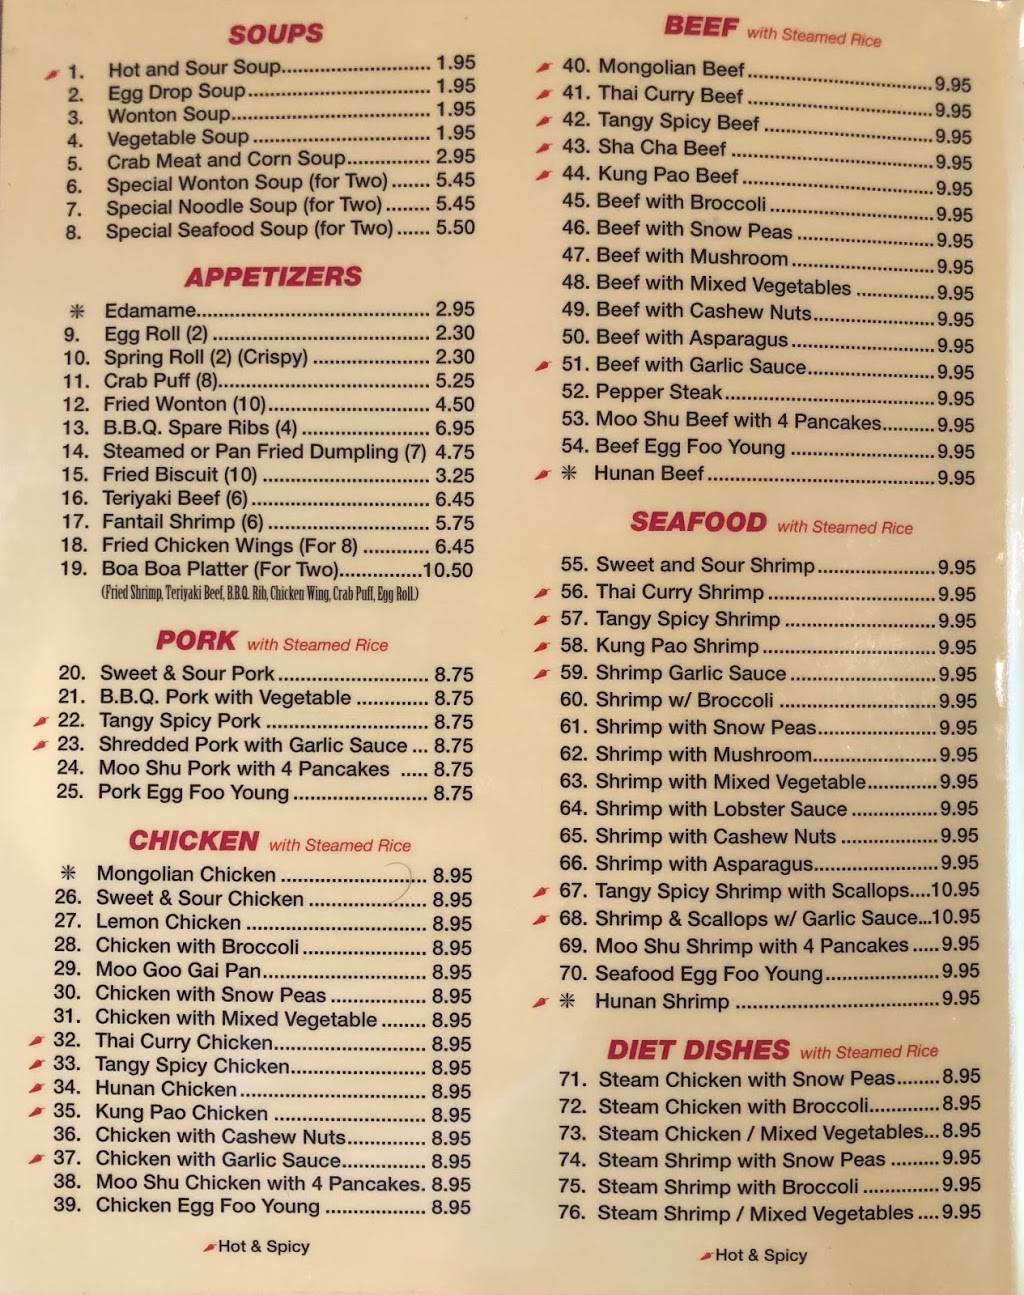 SOUPS
1. Hot and Sour Soup 1.95
2. Egg Drop Soup 1.95
3. Wonton Soup 1.95
4. Vegetable Soup 1.95
5. Crab Meat and Corn Soup 2.95
6. Special Wonton Soup (for Two) 5.45
7. Special Noodle Soup (for Two) 5.45
8. Special Seafood Soup (for Two) 5.50
APPETIZERS
❋ Edamame 2.95
9. Egg Roll (2) 2.30
10. Spring Roll (2) (Crispy) 2.30
11. Crab Puff (8) 5.25
12. Fried Wonton (10) 4.50
13. B.B.Q. Spare Ribs (4) 6.95
14. Steamed or Pan Fried Dumpling (7) 4.75
15. Fried Biscuit (10) 3.25
16. Teriyaki Beef (6) 6.45
17. Fantail Shrimp (6) 5.75
18. Fried Chicken Wings (For 8) 6.45
19. Boa Boa Platter (For Two) 10.50
(Fried Shrimp, Teriyaki Beef, B.B.Q. Rib, Chicken Wing, Crab Puff, Egg Roll.)
PORK with Steamed Rice
20. Sweet & Sour Pork 8.75
21. B.B.Q. Pork with Vegetable 8.75
22. Tangy Spicy Pork 8.75
23. Shredded Pork with Garlic Sauce 8.75
24. Moo Shu Pork with 4 Pancakes 8.75
25. Pork Egg Foo Young 8.75
CHICKEN with Steamed Rice
❋ Mongolian Chicken 8.95
26. Sweet & Sour Chicken 8.95
27. Lemon Chicken 8.95
28. Chicken with Broccoli 8.95
29. Moo Goo Gai Pan 8.95
30. Chicken with Snow Peas 8.95
31. Chicken with Mixed Vegetable 8.95
32. Thai Curry Chicken 8.95
33. Tangy Spicy Chicken 8.95
34. Hunan Chicken 8.95
35. Kung Pao Chicken 8.95
36. Chicken with Cashew Nuts 8.95
37. Chicken with Garlic Sauce 8.95
38. Moo Shu Chicken with 4 Pancakes. 8.95
39. Chicken Egg Foo Young 8.95
Hot & Spicy
BEEF with Steamed Rice
40. Mongolian Beef 9.95
41. Thai Curry Beef 9.95
42. Tangy Spicy Beef 9.95
43. Sha Cha Beef 9.95
44. Kung Pao Beef 9.95
45. Beef with Broccoli 9.95
46. Beef with Snow Peas 9.95
47. Beef with Mushroom 9.95
48. Beef with Mixed Vegetables 9.95
49. Beef with Cashew Nuts 9.95
50. Beef with Asparagus 9.95
51. Beef with Garlic Sauce 9.95
52. Pepper Steak 9.95
53. Moo Shu Beef with 4 Pancakes 9.95
54. Beef Egg Foo Young 9.95
❋ Hunan Beef 9.95
SEAFOOD with Steamed Rice
55. Sweet and Sour Shrimp 9.95
56. Thai Curry Shrimp 9.95
57. Tangy Spicy Shrimp 9.95
58. Kung Pao Shrimp 9.95
59. Shrimp Garlic Sauce 9.95
60. Shrimp w/ Broccoli 9.95
61. Shrimp with Snow Peas 9.95
62. Shrimp with Mushroom 9.95
63. Shrimp with Mixed Vegetable 9.95
64. Shrimp with Lobster Sauce 9.95
65. Shrimp with Cashew Nuts 9.95
66. Shrimp with Asparagus 9.95
67. Tangy Spicy Shrimp with Scallops 10.95
68. Shrimp & Scallops w/ Garlic Sauce 10.95
69. Moo Shu Shrimp with 4 Pancakes 9.95
70. Seafood Egg Foo Young 9.95
❋ Hunan Shrimp 9.95
DIET DISHES with Steamed Rice
71. Steam Chicken with Snow Peas 8.95
72. Steam Chicken with Broccoli 8.95
73. Steam Chicken / Mixed Vegetables 8.95
74. Steam Shrimp with Snow Peas 9.95
75. Steam Shrimp with Broccoli 9.95
76. Steam Shrimp / Mixed Vegetables 9.95
Hot & Spicy